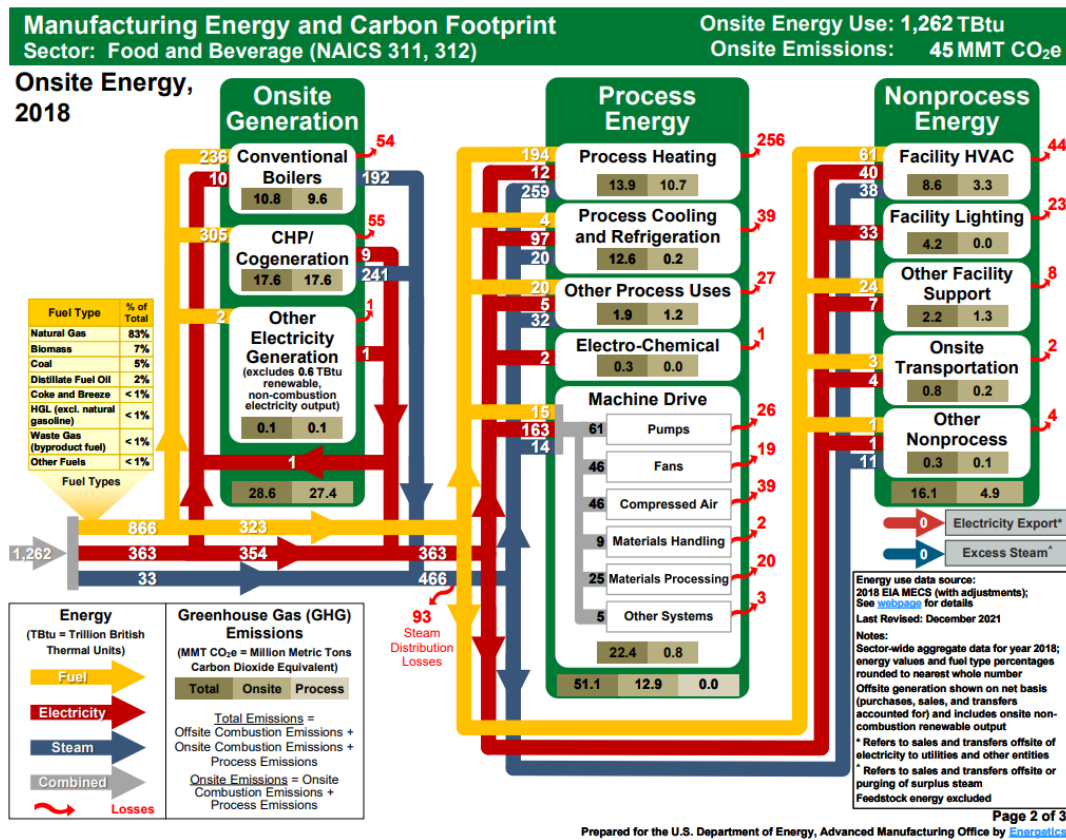 Manufacturing Energy and Carbon Footprint
Sector: Food and Beverage (NAICS 311, 312)
Onsite Energy Use: 1,262 TBtu
Onsite Emissions: 45 MMT CO₂e
Onsite Energy,
2018
Onsite
Generation
236
10
Conventional
Boilers
10.8 9.6
54
192
305
CHP/
Cogeneration
17.6 17.6
55
9
241
2
Other
Electricity
Generation
(excludes 0.6 TBtu
renewable,
non-combustion
electricity output)
0.1 0.1
1
1
1
28.6 27.4
Fuel Type % of
Total
Natural Gas 83%
Biomass 7%
Coal 5%
Distillate Fuel Oil 2%
Coke and Breeze < 1%
HGL (excl. natural
gasoline) < 1%
Waste Gas
(byproduct fuel) < 1%
Other Fuels < 1%
Fuel Types
1,262
866 323
363 354 363
33 466
93
Steam
Distribution
Losses
Process
Energy
194
12
259
Process Heating
13.9 10.7
256
4
97
20
Process Cooling
and Refrigeration
12.6 0.2
39
20
5
32
Other Process Uses
1.9 1.2
27
2
Electro-Chemical
0.3 0.0
1
Machine Drive
15
163
14
61 Pumps 26
46 Fans 19
46 Compressed Air 39
9 Materials Handling 2
25 Materials Processing 20
5 Other Systems 3
22.4 0.8
51.1 12.9 0.0
Nonprocess
Energy
61
40
38
Facility HVAC
8.6 3.3
44
33
Facility Lighting
4.2 0.0
23
24
7
Other Facility
Support
2.2 1.3
8
3
4
Onsite
Transportation
0.8 0.2
2
1
1
11
Other
Nonprocess
0.3 0.1
4
16.1 4.9
0 Electricity Export*
0 Excess Steam^
Energy
(TBtu = Trillion British
Thermal Units)
Fuel
Electricity
Steam
Combined
Losses
Greenhouse Gas (GHG)
Emissions
(MMT CO₂e = Million Metric Tons
Carbon Dioxide Equivalent)
Total Onsite Process
Total Emissions =
Offsite Combustion Emissions +
Onsite Combustion Emissions +
Process Emissions
Onsite Emissions = Onsite
Combustion Emissions +
Process Emissions
Energy use data source:
2018 EIA MECS (with adjustments);
See webpage for details
Last Revised: December 2021
Notes:
Sector-wide aggregate data for year 2018;
energy values and fuel type percentages
rounded to nearest whole number
Offsite generation shown on net basis
(purchases, sales, and transfers
accounted for) and includes onsite non-
combustion renewable output
* Refers to sales and transfers offsite of
electricity to utilities and other entities
^ Refers to sales and transfers offsite or
purging of surplus steam
Feedstock energy excluded
Page 2 of 3
Prepared for the U.S. Department of Energy, Advanced Manufacturing Office by Energetics